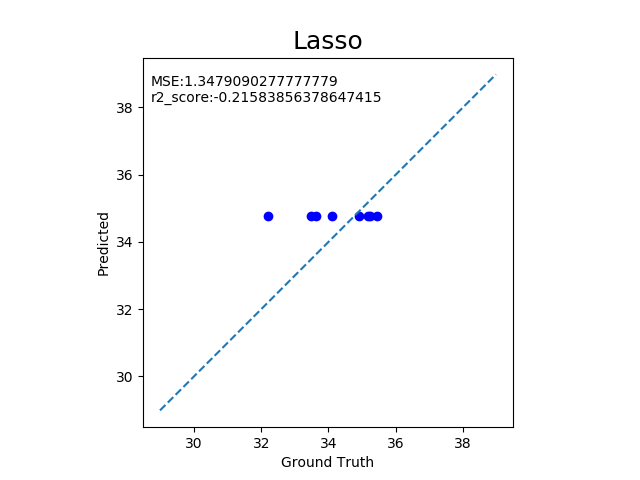 Lasso
MSE:1.3479090277777779
r2_score:-0.21583856378647415
38
36
34
32
30
Predicted
30 32 34 36 38
Ground Truth